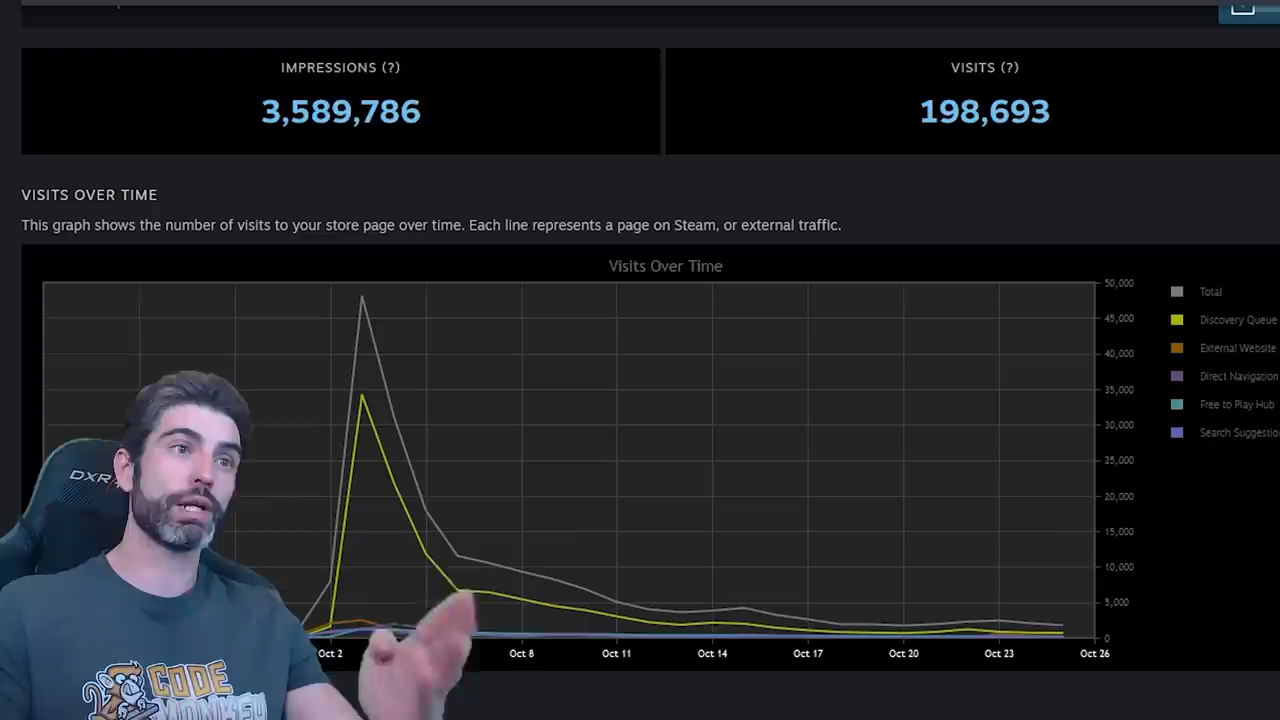 IMPRESSIONS (?)
3,589,786
VISITS (?)
198,693
VISITS OVER TIME
This graph shows the number of visits to your store page over time. Each line represents a page on Steam, or external traffic.
Visits Over Time
50,000
45,000
40,000
35,000
30,000
25,000
20,000
15,000
10,000
5,000
0
Oct 2
Oct 8
Oct 11
Oct 14
Oct 17
Oct 20
Oct 23
Oct 26
Total
Discovery Queue
External Website
Direct Navigation
Free to Play Hub
Search Suggestio
DXR
CODE
MONKEY